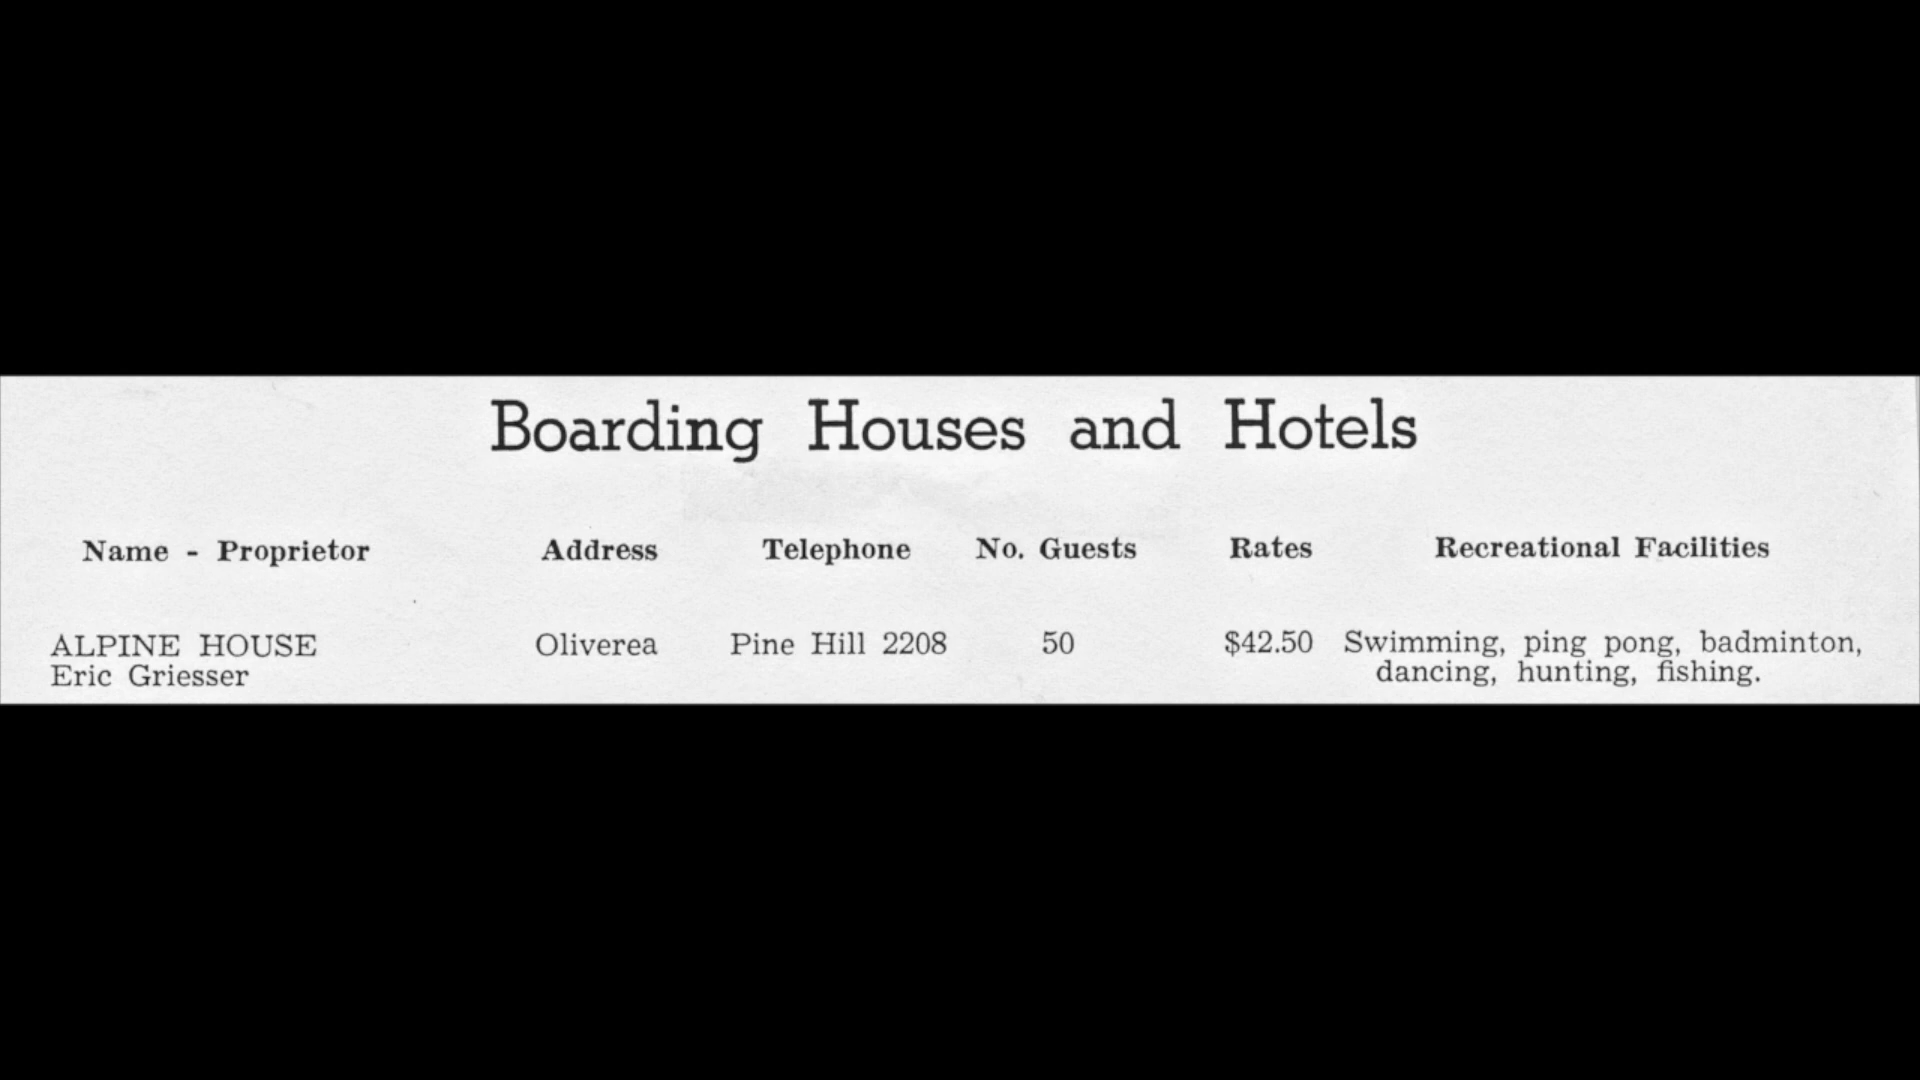 Boarding Houses and Hotels
Name - Proprietor Address Telephone No. Guests Rates Recreational Facilities
ALPINE HOUSE Oliverea Pine Hill 2208 50 $42.50 Swimming, ping pong, badminton,
Eric Griesser dancing, hunting, fishing.